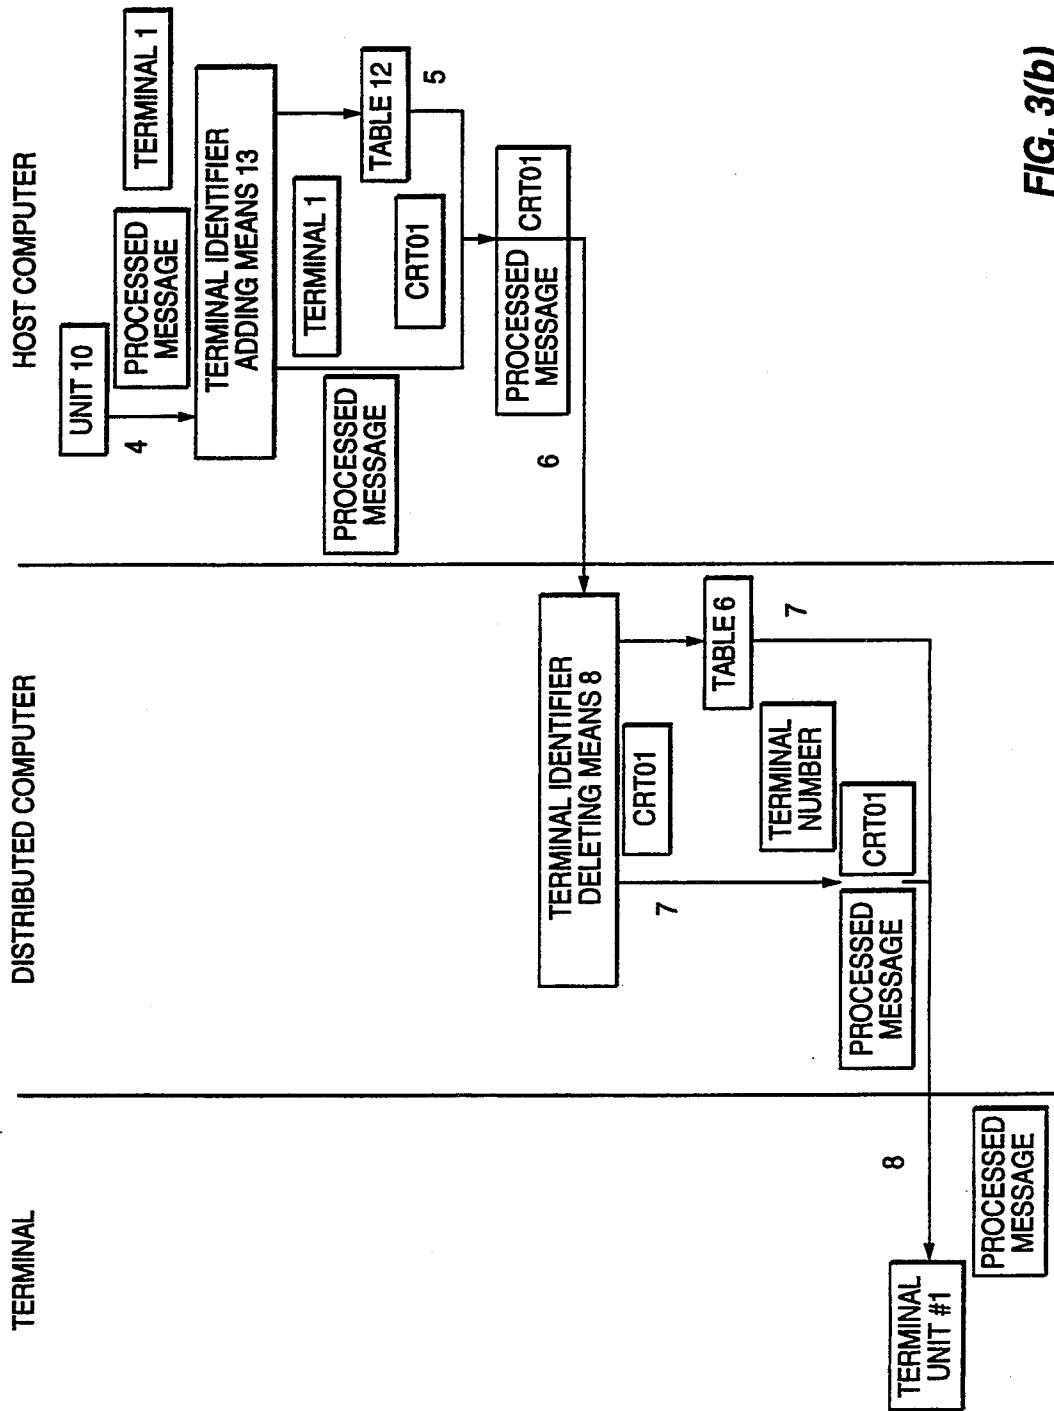 TERMINAL
DISTRIBUTED COMPUTER
HOST COMPUTER
UNIT 10
4
PROCESSED
MESSAGE
TERMINAL 1
TERMINAL IDENTIFIER
ADDING MEANS 13
PROCESSED
MESSAGE
TERMINAL 1
TABLE 12
5
CRT01
PROCESSED
MESSAGE
CRT01
6
TERMINAL IDENTIFIER
DELETING MEANS 8
CRT01
TABLE 6
7
7
TERMINAL
NUMBER
PROCESSED
MESSAGE
CRT01
8
TERMINAL
UNIT #1
PROCESSED
MESSAGE
FIG. 3(b)